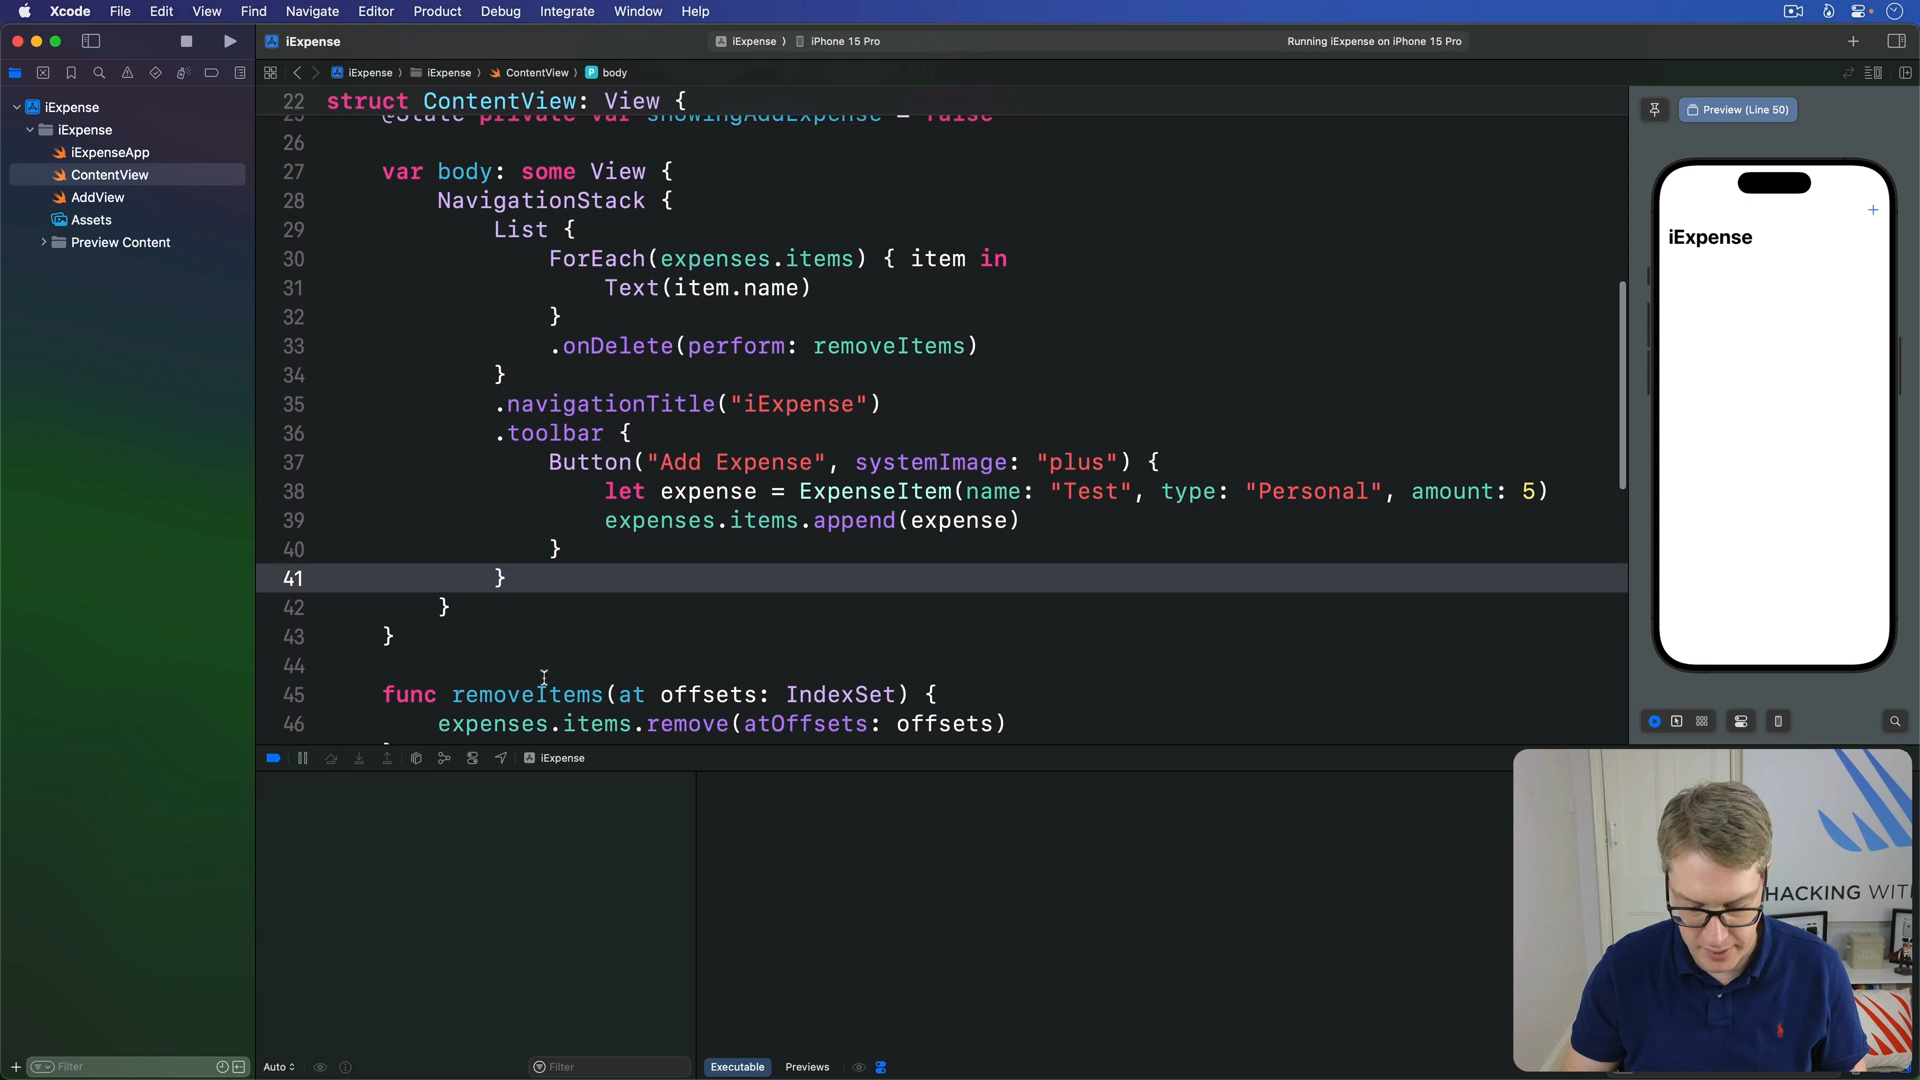 Xcode File Edit View Find Navigate Editor Product Debug Integrate Window Help
iExpense
iExpense iPhone 15 Pro
Running iExpense on iPhone 15 Pro
iExpense iExpense ContentView P body
iExpense
iExpense
iExpenseApp
ContentView
AddView
Assets
Preview Content
22 struct ContentView: View {
@State private var showingAddExpense = false
26
27 var body: some View {
28 NavigationStack {
29 List {
30 ForEach(expenses.items) { item in
31 Text(item.name)
32 }
33 .onDelete(perform: removeItems)
34 }
35 .navigationTitle("iExpense")
36 .toolbar {
37 Button("Add Expense", systemImage: "plus") {
38 let expense = ExpenseItem(name: "Test", type: "Personal", amount: 5)
39 expenses.items.append(expense)
40 }
41 }
42 }
43 }
44
45 func removeItems(at offsets: IndexSet) {
46 expenses.items.remove(atOffsets: offsets)
Preview (Line 50)
+
iExpense
iExpense
Auto
Filter
Filter
Executable Previews
HACKING WIT